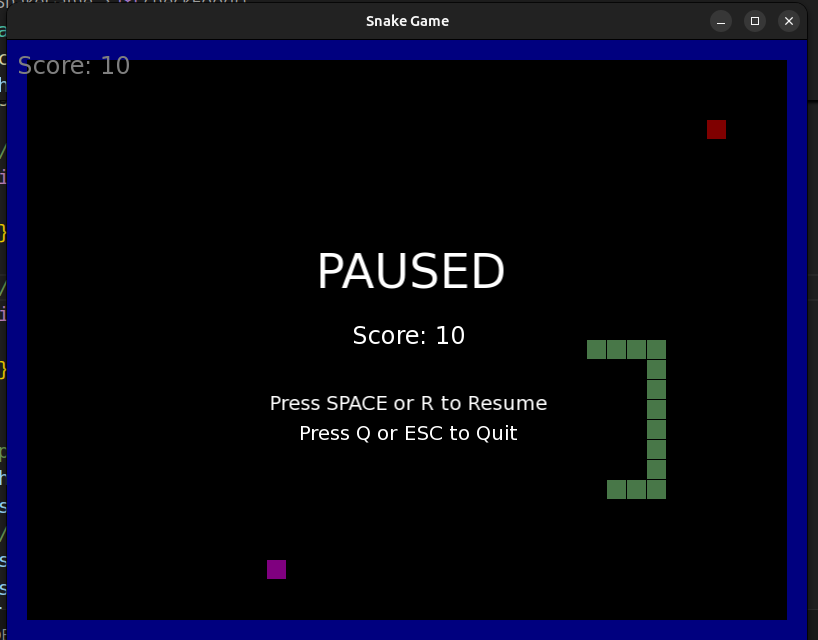 Snake Game
Score: 10
PAUSED
Score: 10
Press SPACE or R to Resume
Press Q or ESC to Quit